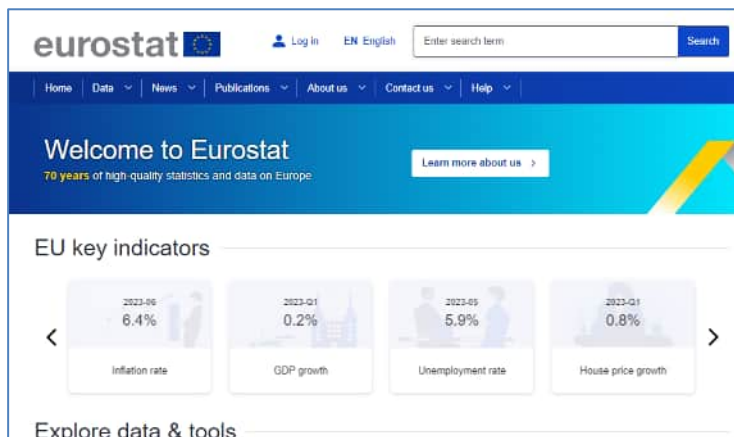 eurostat
Log in EN English Enter search term Search
Home Data News Publications About us Contact us Help
Welcome to Eurostat
70 years of high-quality statistics and data on Europe
Learn more about us >
EU key indicators
2023-06 2023-Q1 2023-05 2023-Q1
6.4% 0.2% 5.9% 0.8%
Inflation rate GDP growth Unemployment rate House price growth
Explore data & tools